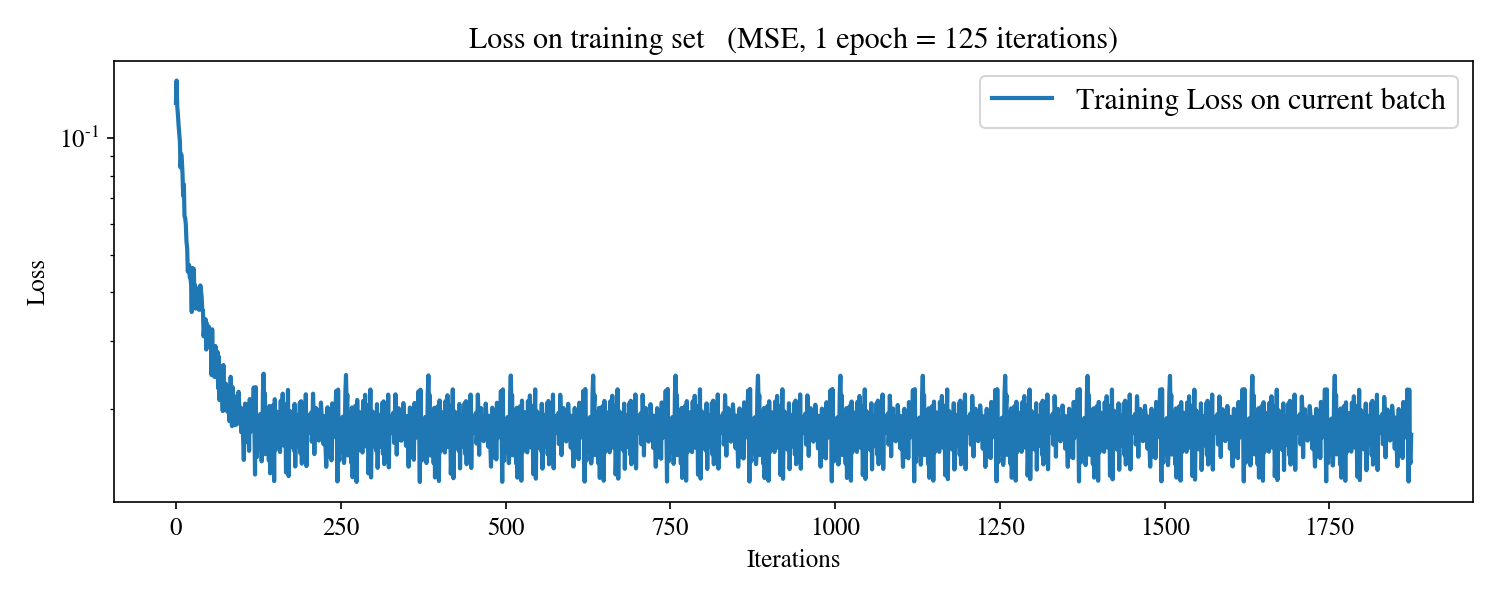 Loss on training set (MSE, 1 epoch = 125 iterations)
Training Loss on current batch
10⁻¹
Loss
0 250 500 750 1000 1250 1500 1750
Iterations